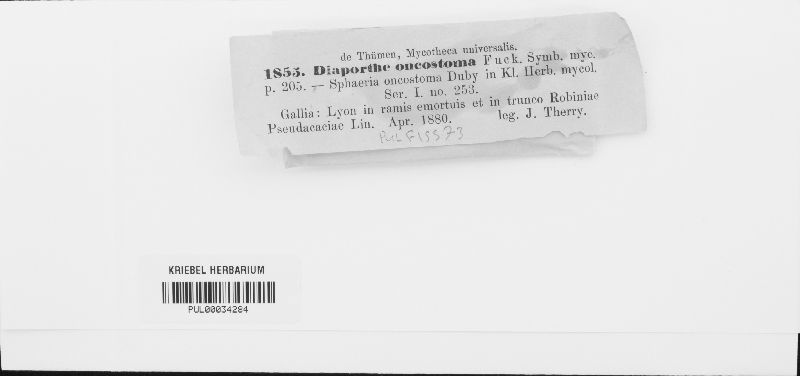 de Thümen, Mycotheca universalis.
1855. Diaporthe oncostoma Fuck. Symb. myc.
p. 205. — Sphaeria oncostoma Duby in Kl. Herb. mycol.
Ser. I. no. 253.
Gallia: Lyon in ramis emortuis et in trunco Robiniae
Pseudacaciae Lin. Apr. 1880. leg. J. Therry.
PUL F15573
KRIEBEL HERBARIUM
PUL00034284